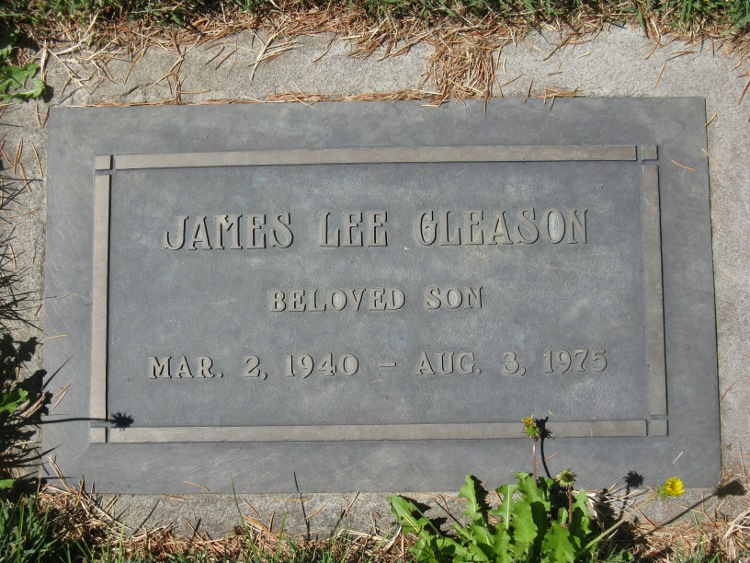 JAMES LEE GLEASON
BELOVED SON
MAR. 2, 1940 - AUG. 3, 1975